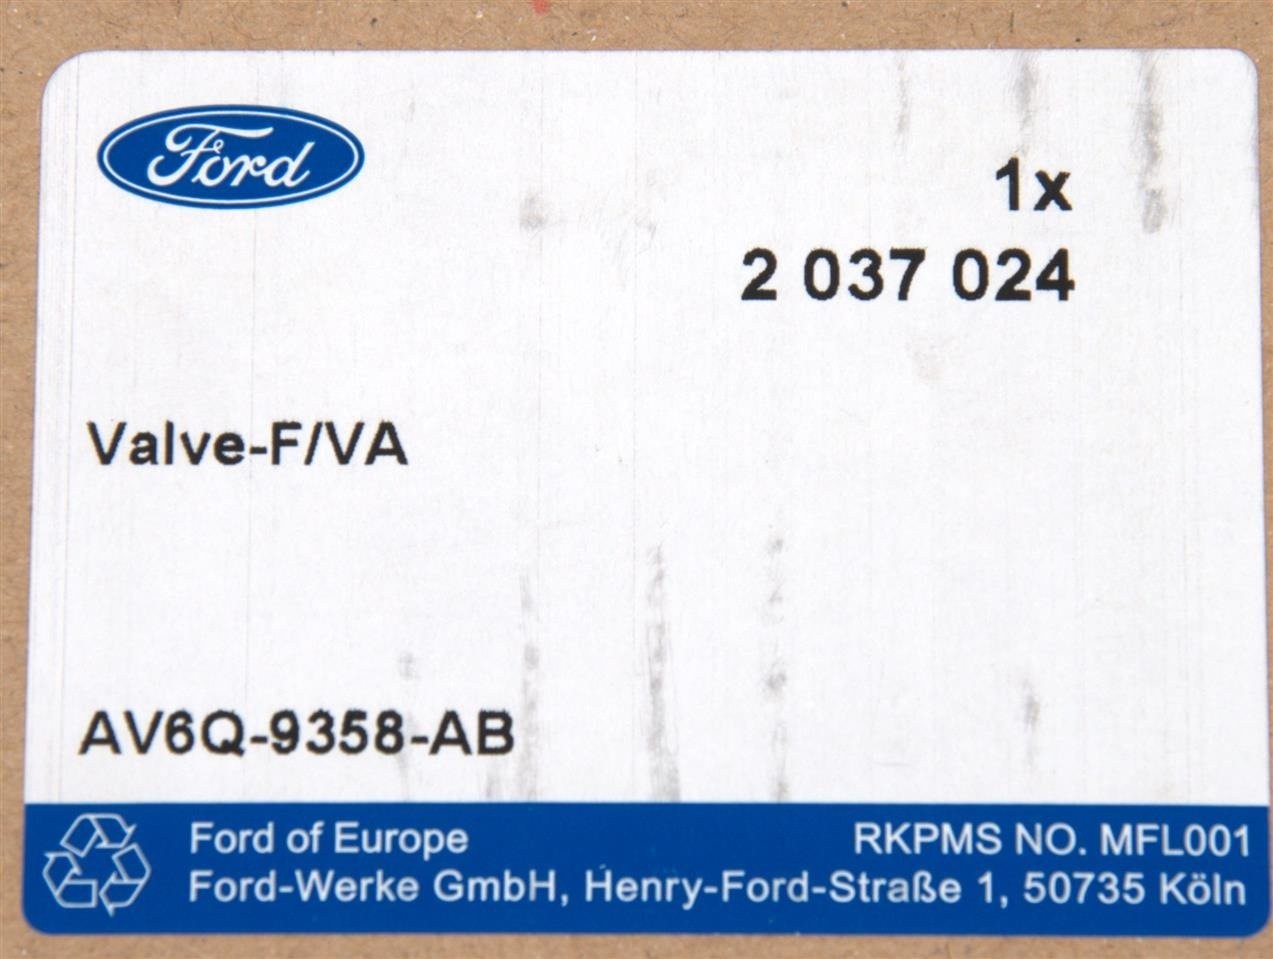 Ford
1x
2 037 024
Valve-F/VA
AV6Q-9358-AB
Ford of Europe
RKPMS NO. MFL001
Ford-Werke GmbH, Henry-Ford-Straße 1, 50735 Köln